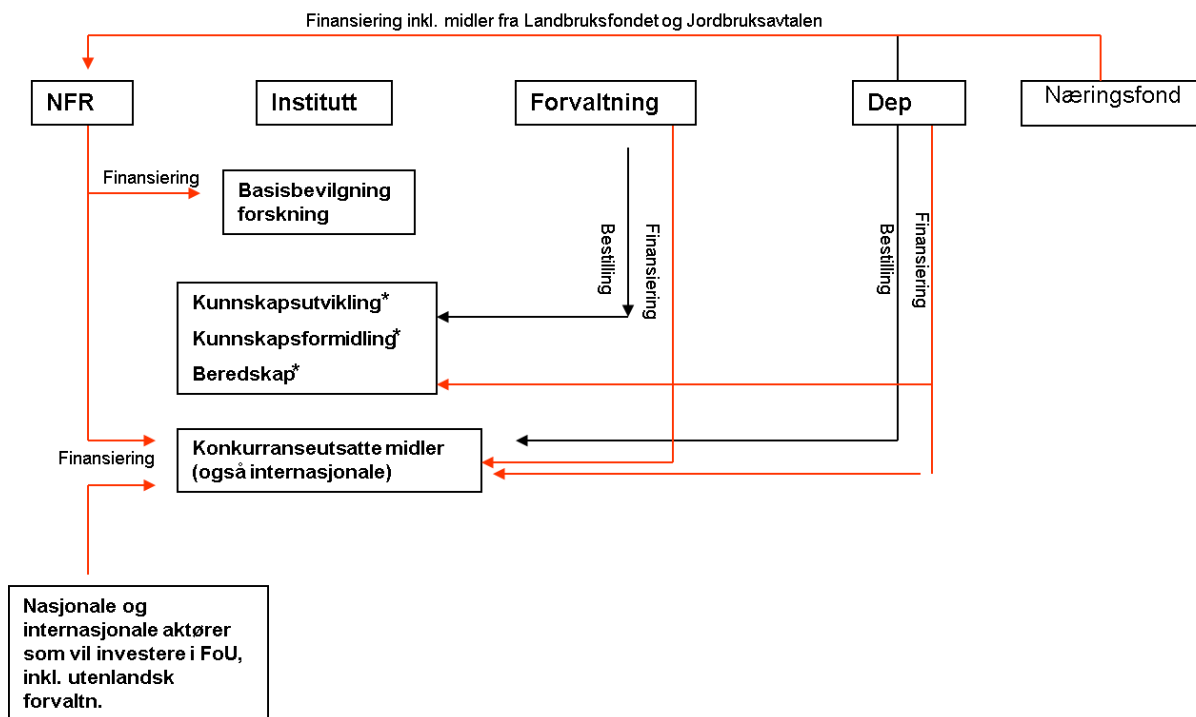 Finansiering inkl. midler fra Landbruksfondet og Jordbruksavtalen
NFR
Institutt
Forvaltning
Dep
Næringsfond
Finansiering
Basisbevilgning
forskning
Bestilling
Finansiering
Bestilling
Finansiering
Kunnskapsutvikling*
Kunnskapsformidling*
Beredskap*
Finansiering
Konkurranseutsatte midler
(også internasjonale)
Nasjonale og
internasjonale aktører
som vil investere i FoU,
inkl. utenlandsk
forvaltn.